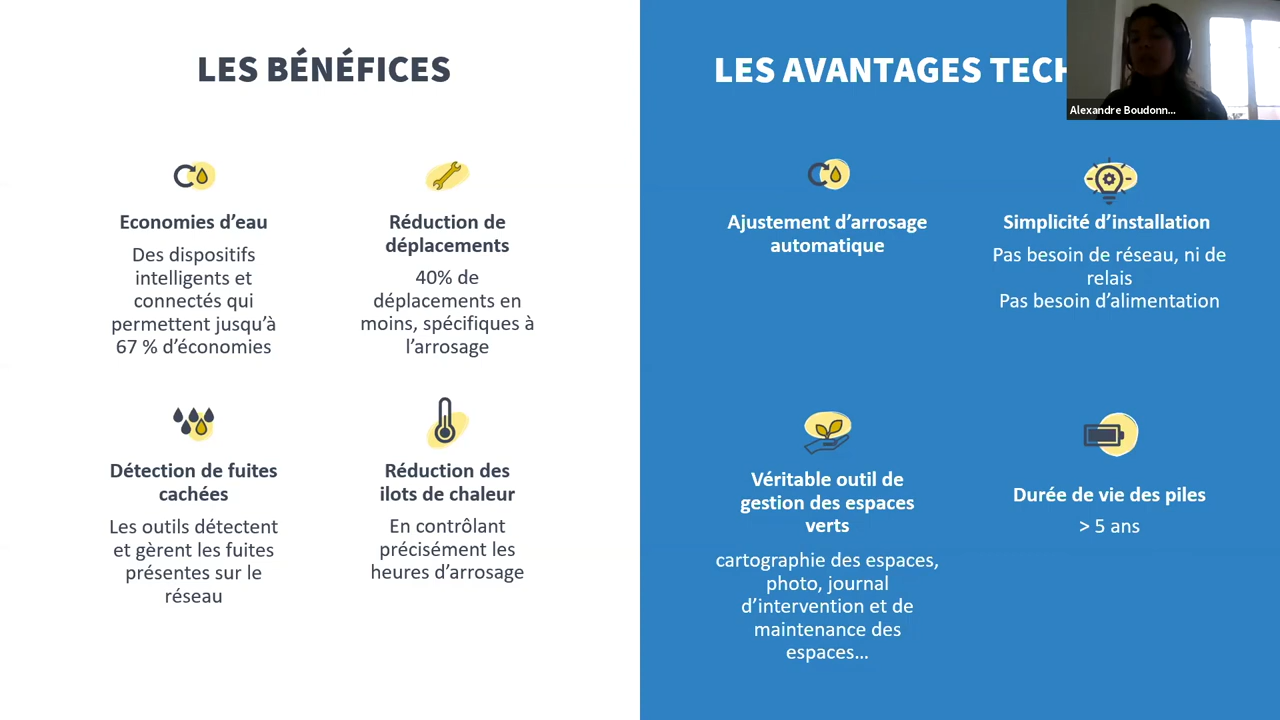 LES BÉNÉFICES
Economies d’eau
Des dispositifs
intelligents et
connectés qui
permettent jusqu’à
67 % d’économies
Réduction de
déplacements
40% de
déplacements en
moins, spécifiques à
l’arrosage
Détection de fuites
cachées
Les outils détectent
et gèrent les fuites
présentes sur le
réseau
Réduction des
ilots de chaleur
En contrôlant
précisément les
heures d’arrosage
LES AVANTAGES TECH
Alexandre Boudonn...
Ajustement d’arrosage
automatique
Simplicité d’installation
Pas besoin de réseau, ni de
relais
Pas besoin d’alimentation
Véritable outil de
gestion des espaces
verts
cartographie des espaces,
photo, journal
d’intervention et de
maintenance des
espaces…
Durée de vie des piles
> 5 ans